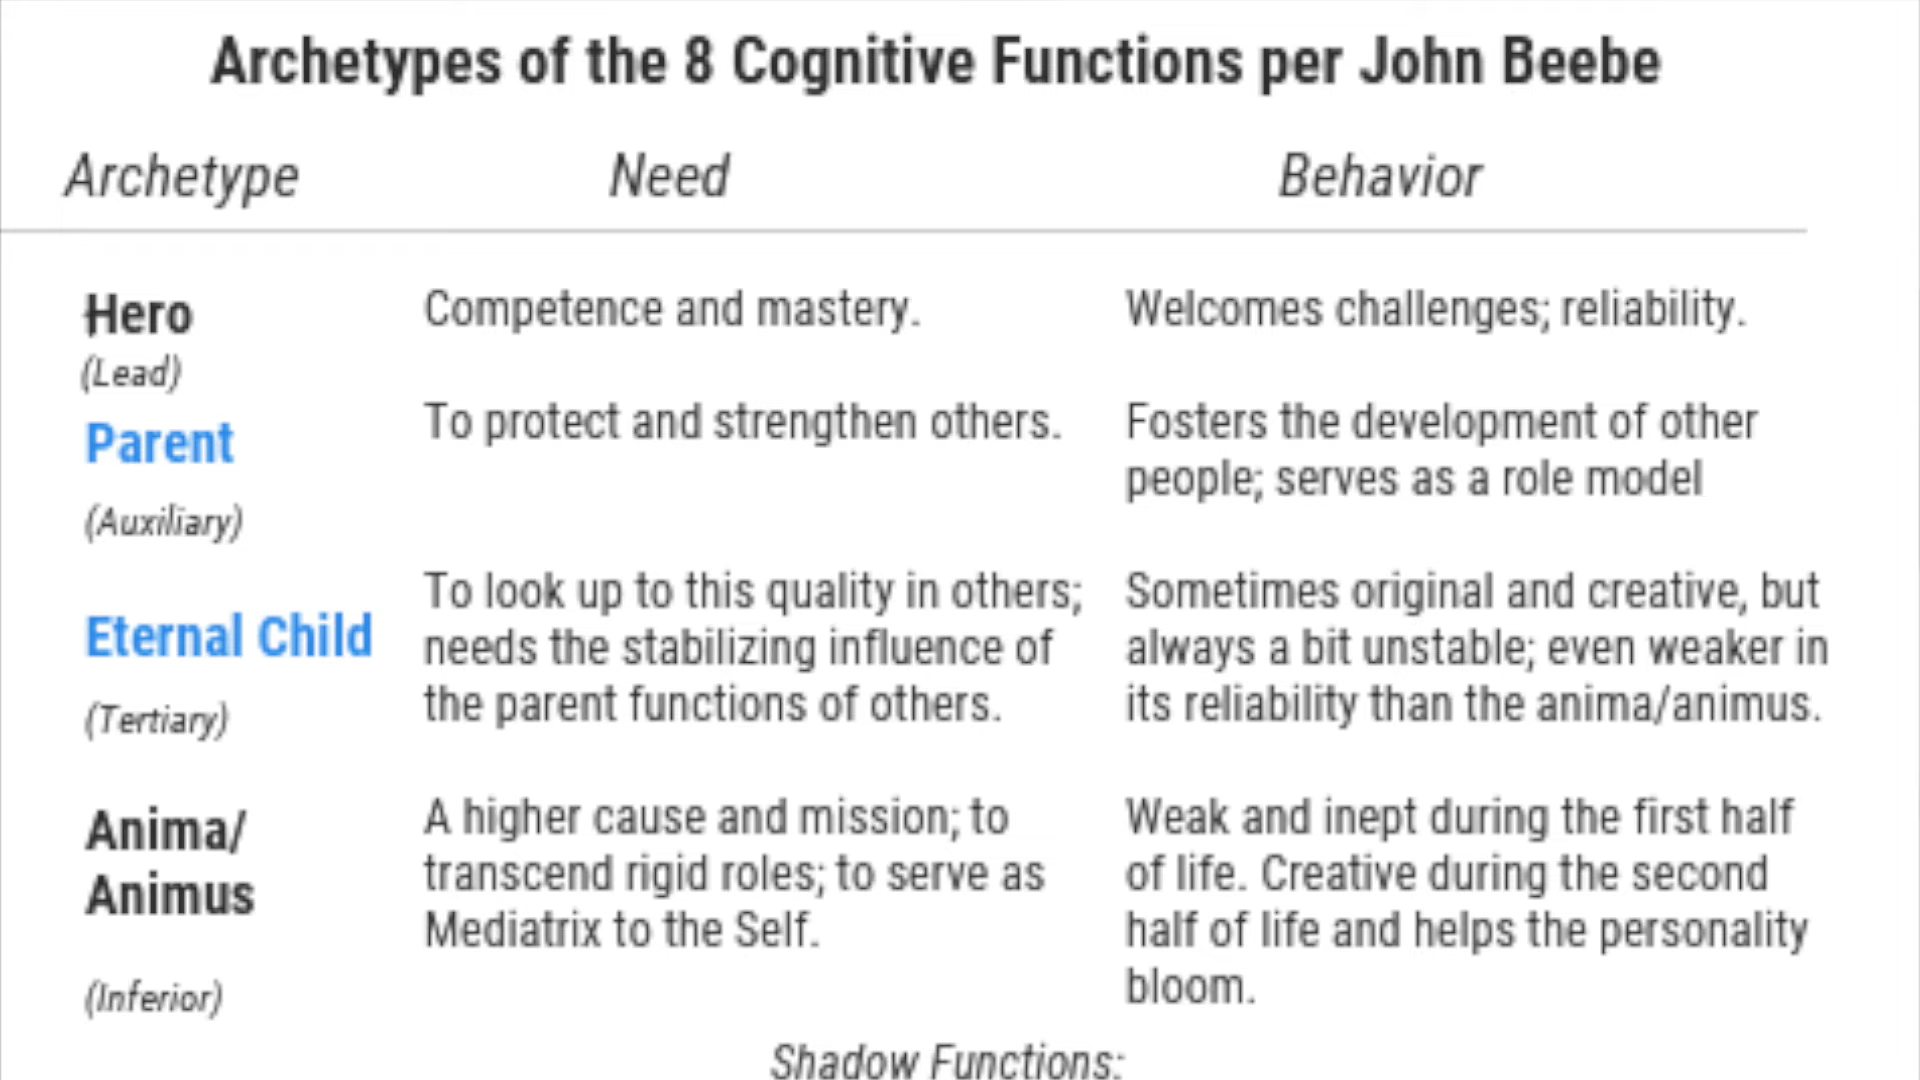 Archetypes of the 8 Cognitive Functions per John Beebe
Archetype Need Behavior
Hero
(Lead)
Competence and mastery.
Welcomes challenges; reliability.
Parent
(Auxiliary)
To protect and strengthen others.
Fosters the development of other
people; serves as a role model
Eternal Child
(Tertiary)
To look up to this quality in others;
needs the stabilizing influence of
the parent functions of others.
Sometimes original and creative, but
always a bit unstable; even weaker in
its reliability than the anima/animus.
Anima/
Animus
(Inferior)
A higher cause and mission; to
transcend rigid roles; to serve as
Mediatrix to the Self.
Weak and inept during the first half
of life. Creative during the second
half of life and helps the personality
bloom.
Shadow Functions: